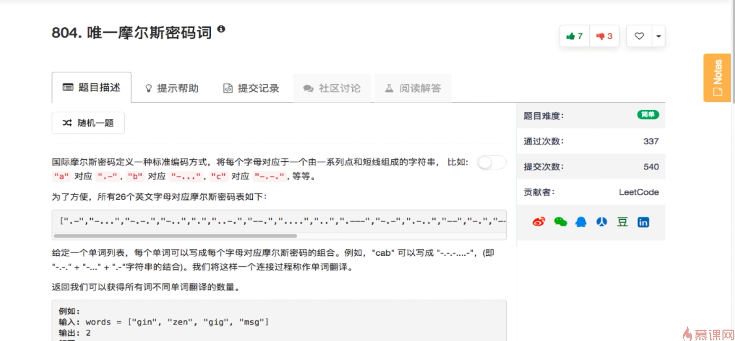 804. 唯一摩尔斯密码词
7
3
Notes
题目描述
提示帮助
提交记录
社区讨论
阅读解答
随机一题
题目难度: 简单
通过次数: 337
提交次数: 540
贡献者: LeetCode
国际摩尔斯密码定义一种标准编码方式，将每个字母对应于一个由一系列点和短线组成的字符串， 比如:
"a" 对应 ".-", "b" 对应 "-...", "c" 对应 "-.-.", 等等。
为了方便，所有26个英文字母对应摩尔斯密码表如下：
[".-","-...","-.-.","-..",".","..-.","--.","....","..",".---","-.-",".-..","--","-.","--
给定一个单词列表，每个单词可以写成每个字母对应摩尔斯密码的组合。例如，"cab" 可以写成 "-.-.-....-"，(即
"-.-." + "-..." + ".-"字符串的结合)。我们将这样一个连接过程称作单词翻译。
返回我们可以获得所有词不同单词翻译的数量。
例如:
输入: words = ["gin", "zen", "gig", "msg"]
输出: 2
豆
in
慕课网